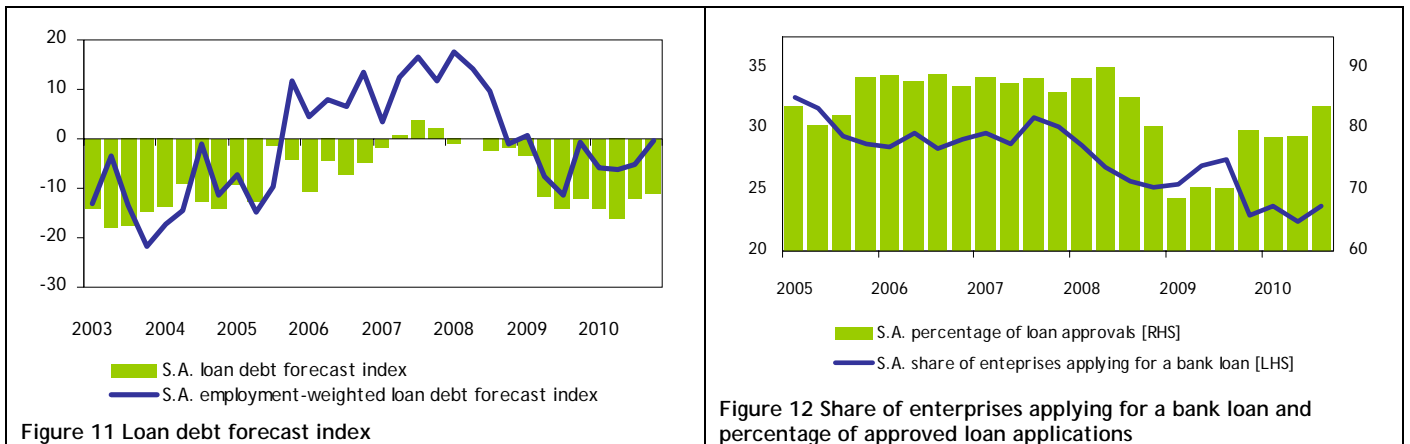 20
10
0
-10
-20
-30
2003 2004 2005 2006 2007 2008 2009 2010
S.A. loan debt forecast index
S.A. employment-weighted loan debt forecast index
Figure 11 Loan debt forecast index
35 90
30 80
25 70
20 60
2005 2006 2007 2008 2009 2010
S.A. percentage of loan approvals [RHS]
S.A. share of enteprises applying for a bank loan [LHS]
Figure 12 Share of enterprises applying for a bank loan and
percentage of approved loan applications